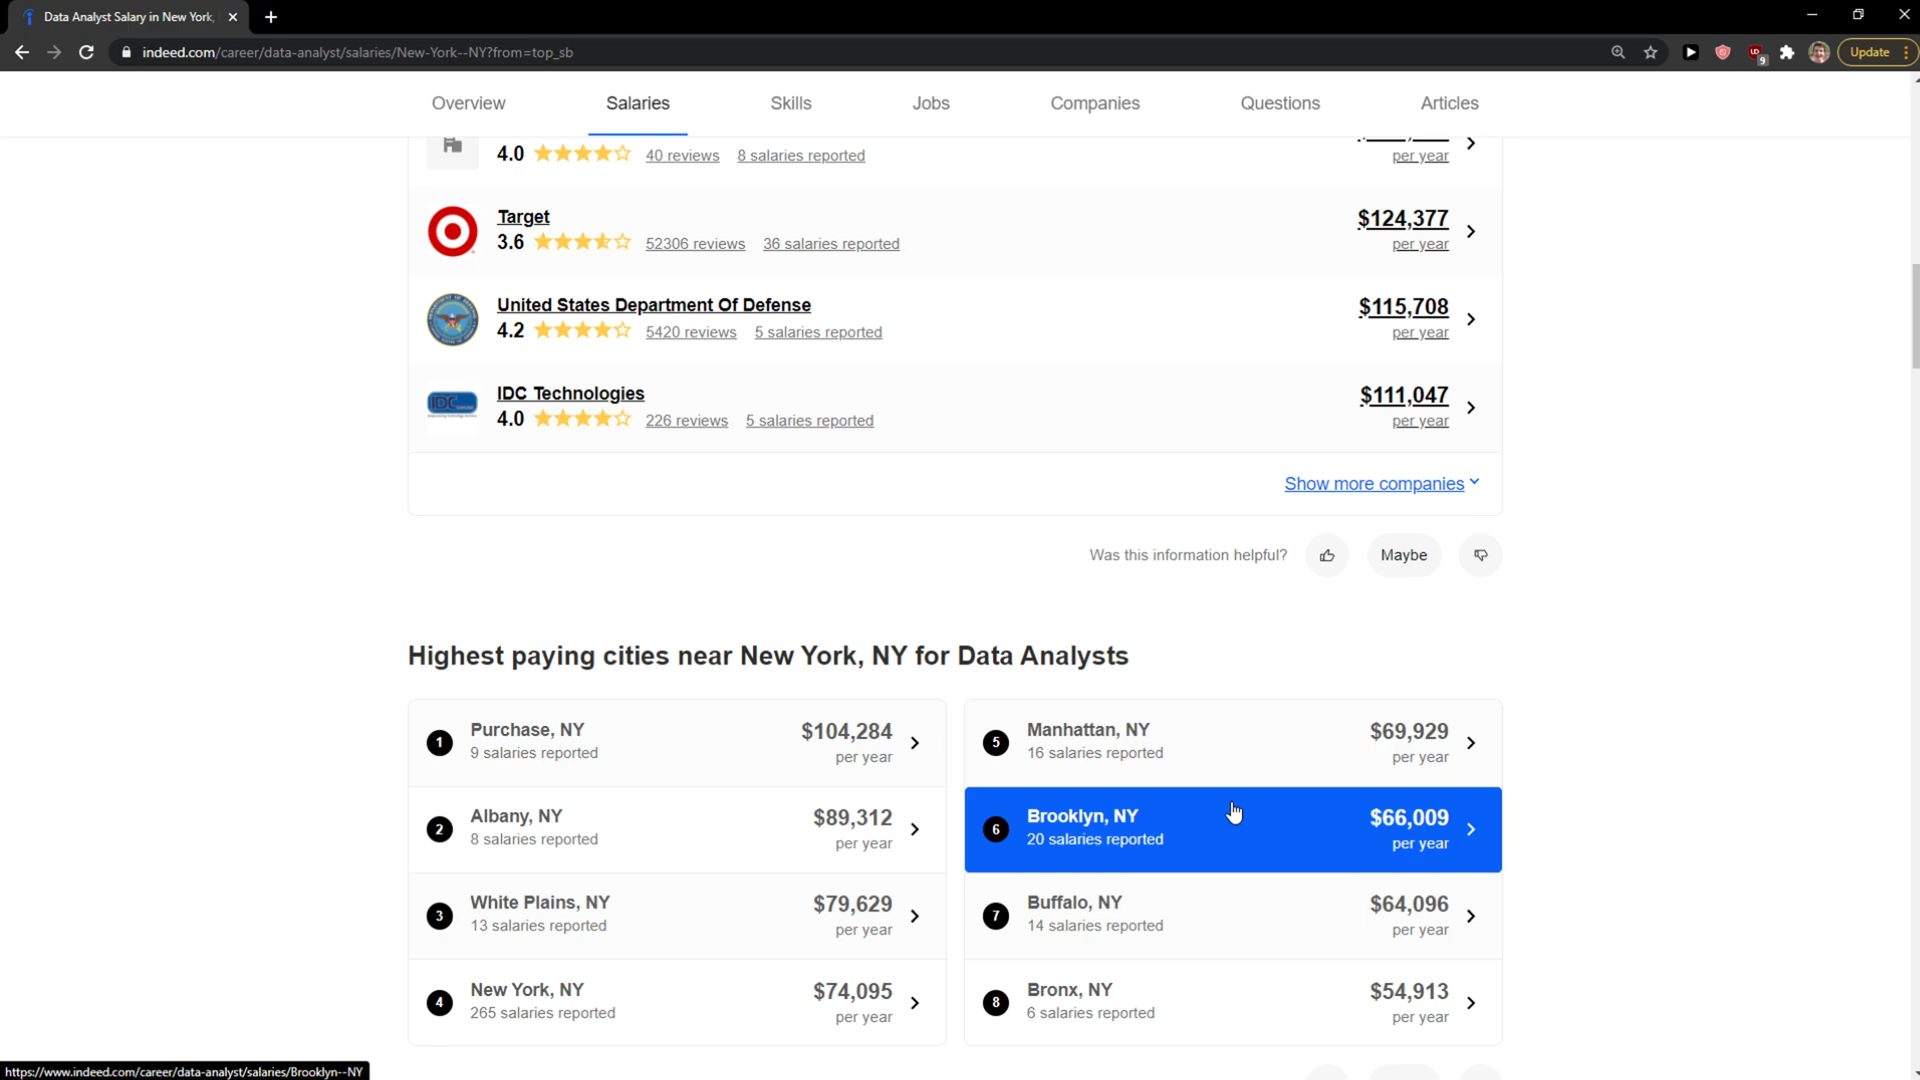 Data Analyst Salary in New York,
indeed.com/career/data-analyst/salaries/New-York--NY?from=top_sb
9
Update
Overview
Salaries
Skills
Jobs
Companies
Questions
Articles
4.0 40 reviews 8 salaries reported
per year
Target
3.6 52306 reviews 36 salaries reported
$124,377
per year
United States Department Of Defense
4.2 5420 reviews 5 salaries reported
$115,708
per year
IDC
IDC Technologies
4.0 226 reviews 5 salaries reported
$111,047
per year
Show more companies
Was this information helpful?
Maybe
Highest paying cities near New York, NY for Data Analysts
1 Purchase, NY
9 salaries reported
$104,284
per year
2 Albany, NY
8 salaries reported
$89,312
per year
3 White Plains, NY
13 salaries reported
$79,629
per year
4 New York, NY
265 salaries reported
$74,095
per year
5 Manhattan, NY
16 salaries reported
$69,929
per year
6 Brooklyn, NY
20 salaries reported
$66,009
per year
7 Buffalo, NY
14 salaries reported
$64,096
per year
8 Bronx, NY
6 salaries reported
$54,913
per year
https://www.indeed.com/career/data-analyst/salaries/Brooklyn--NY